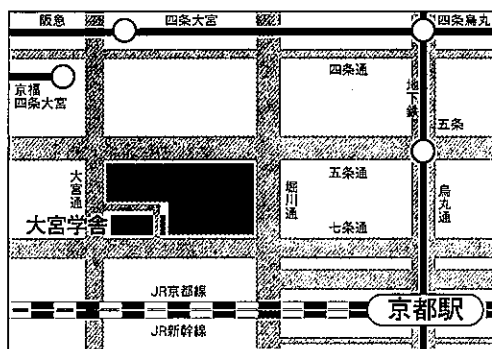 阪急
四条大宮
四条烏丸
四条通
京福
四条大宮
地下鉄
五条
大宮通
五条通
堀川通
烏丸通
大宮学舎
七条通
JR京都線
京都駅
JR新幹線